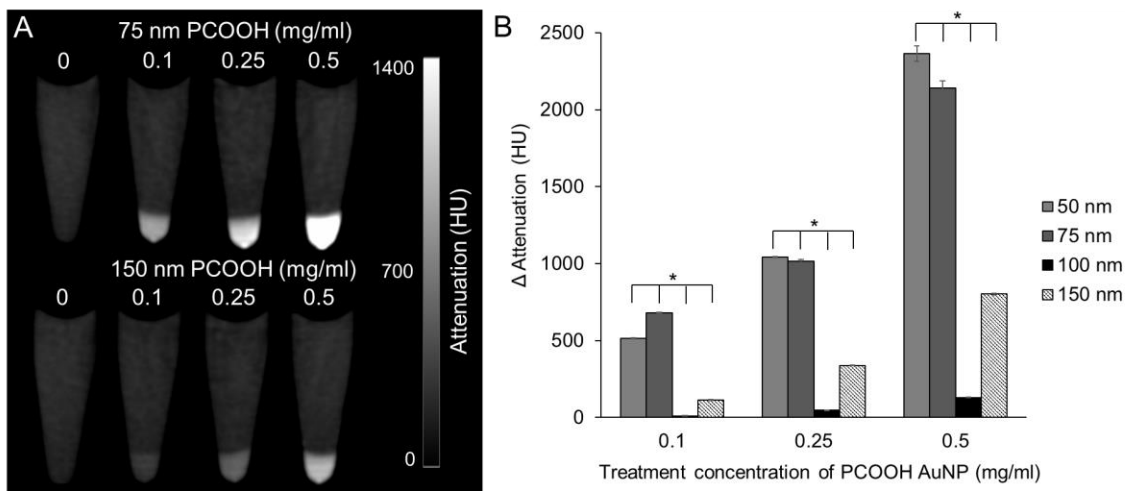 A
75 nm PCOOH (mg/ml)
0 0.1 0.25 0.5
150 nm PCOOH (mg/ml)
0 0.1 0.25 0.5
1400
700
0
Attenuation (HU)
B
Δ Attenuation (HU)
2500
2000
1500
1000
500
0
*
*
*
0.1 0.25 0.5
Treatment concentration of PCOOH AuNP (mg/ml)
50 nm
75 nm
100 nm
150 nm